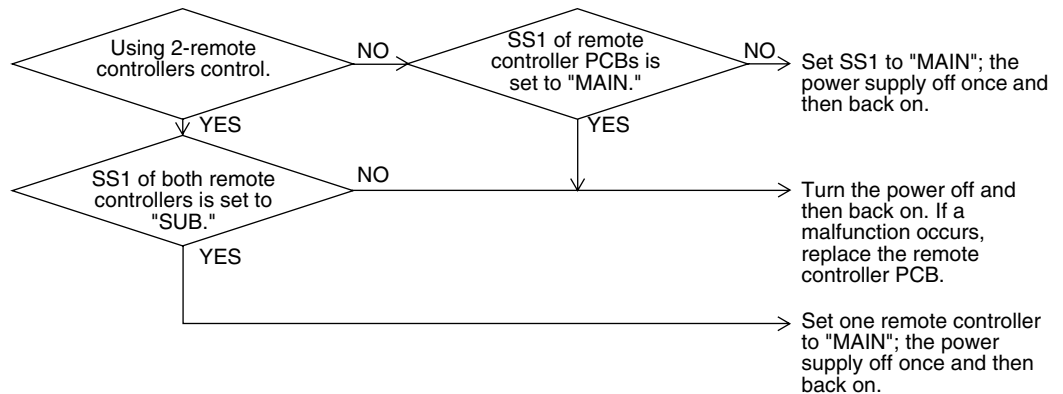 Using 2-remote
controllers control.
NO
SS1 of remote
controller PCBs is
set to "MAIN."
NO
Set SS1 to "MAIN"; the
power supply off once and
then back on.
YES
YES
SS1 of both remote
controllers is set to
"SUB."
NO
Turn the power off and
then back on. If a
malfunction occurs,
replace the remote
controller PCB.
YES
Set one remote controller
to "MAIN"; the power
supply off once and then
back on.